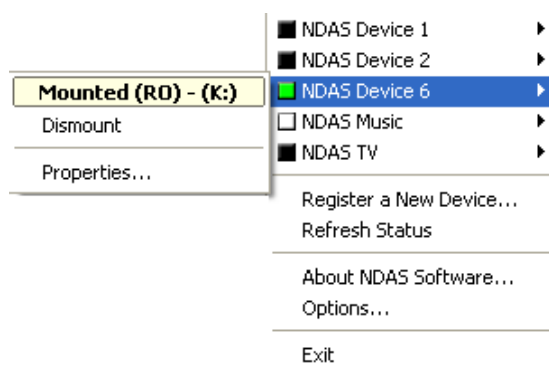 NDAS Device 1
NDAS Device 2
NDAS Device 6
Mounted (RO) - (K:)
Dismount
Properties...
NDAS Music
NDAS TV
Register a New Device...
Refresh Status
About NDAS Software...
Options...
Exit